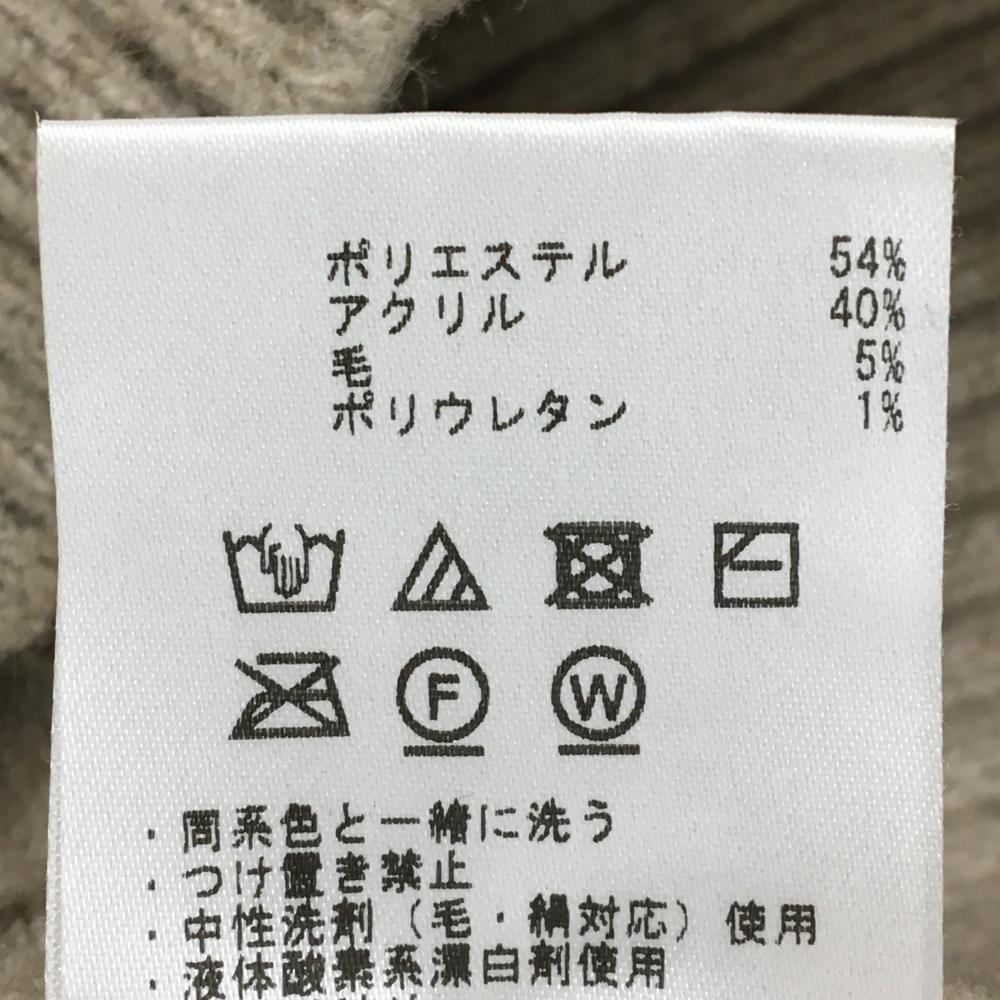 ポリエステル 54%
アクリル 40%
毛 5%
ポリウレタン 1%
F W
・同系色と一緒に洗う
・つけ置き禁止
・中性洗剤（毛・絹対応）使用
・液体酸素系漂白剤使用